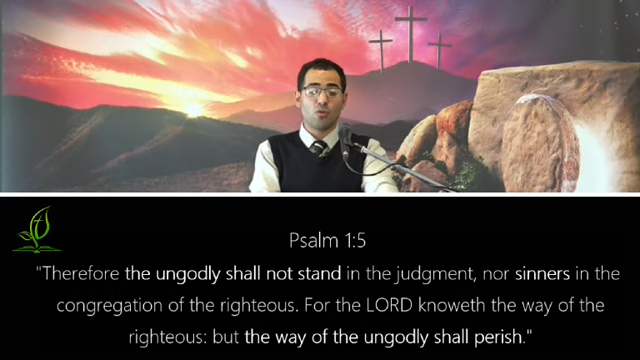 Psalm 1:5
"Therefore the ungodly shall not stand in the judgment, nor sinners in the
congregation of the righteous. For the LORD knoweth the way of the
righteous: but the way of the ungodly shall perish."